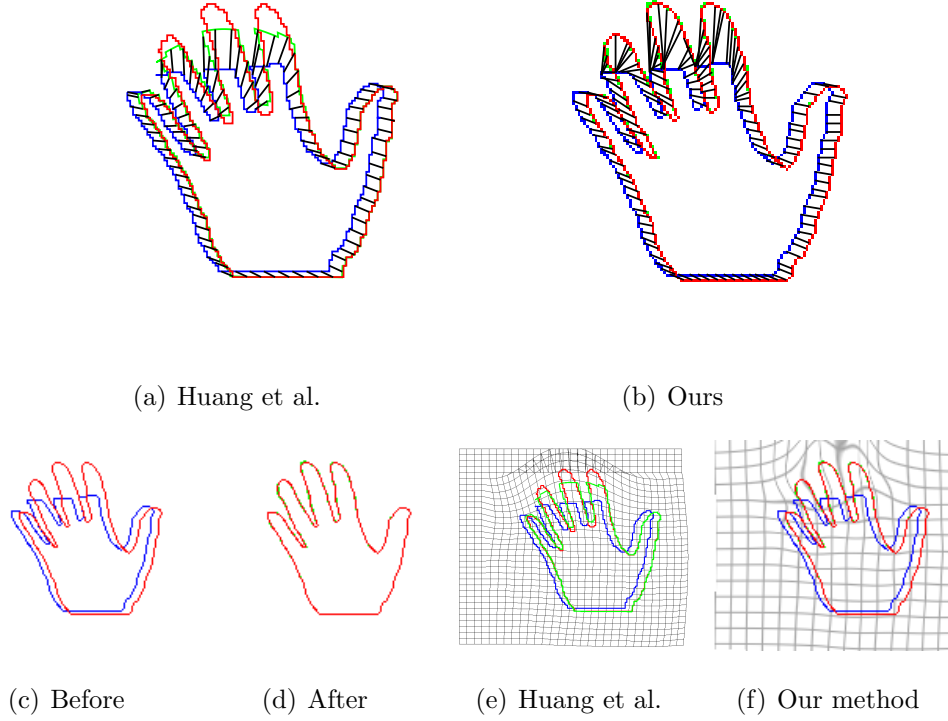 (a) Huang et al.
(b) Ours
(c) Before
(d) After
(e) Huang et al.
(f) Our method